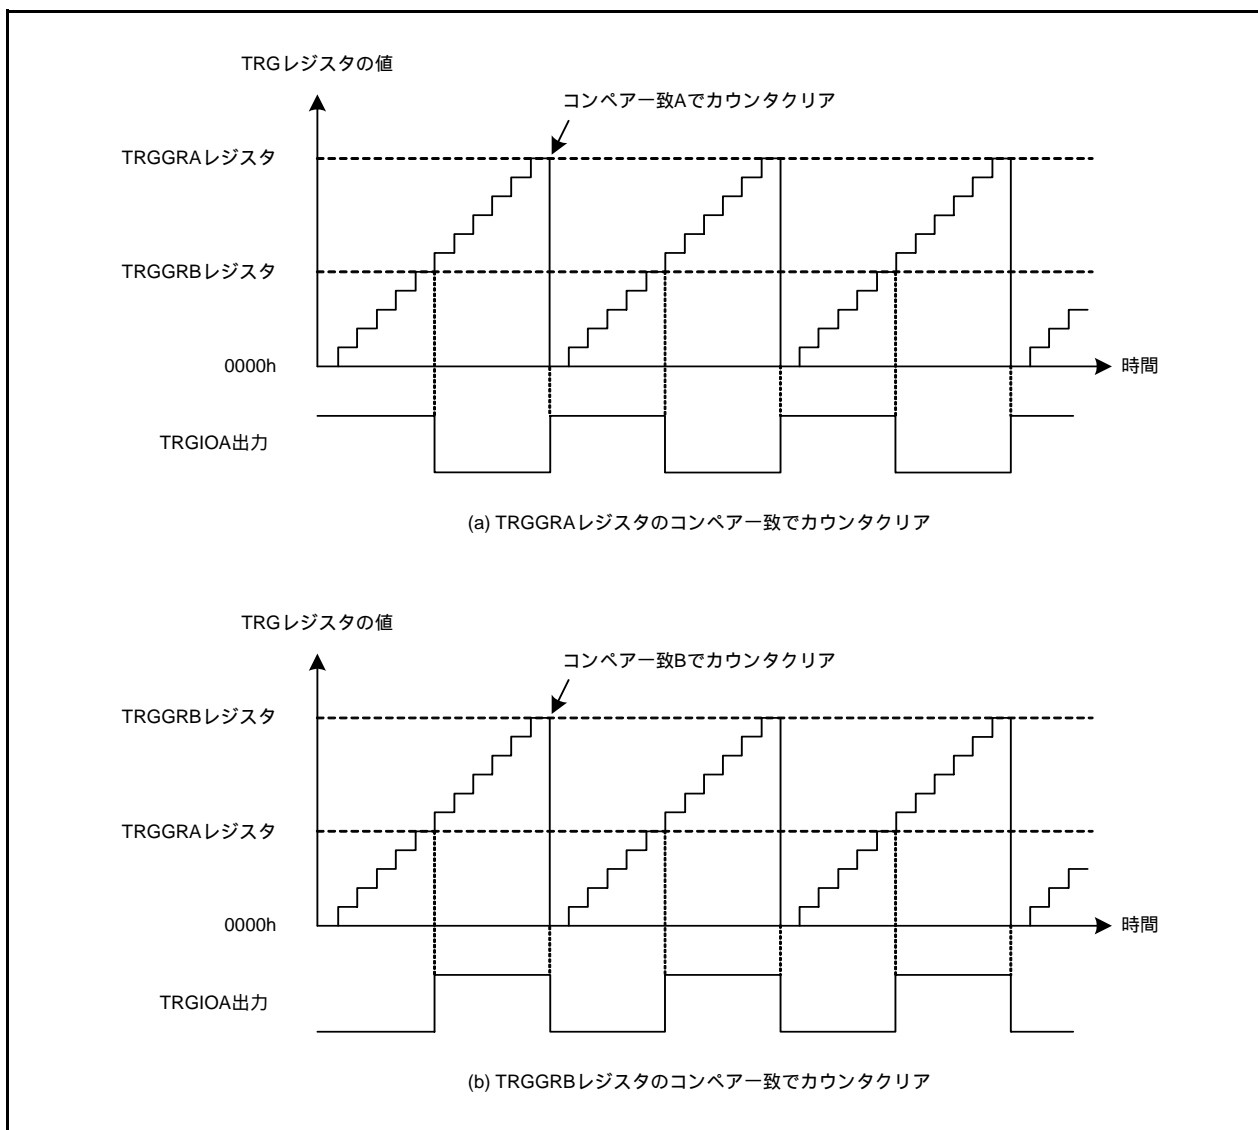 TRGレジスタの値
コンペア一致Aでカウンタクリア
TRGGRAレジスタ
TRGGRBレジスタ
0000h
時間
TRGIOA出力
(a) TRGGRAレジスタのコンペア一致でカウンタクリア
TRGレジスタの値
コンペア一致Bでカウンタクリア
TRGGRBレジスタ
TRGGRAレジスタ
0000h
時間
TRGIOA出力
(b) TRGGRBレジスタのコンペア一致でカウンタクリア